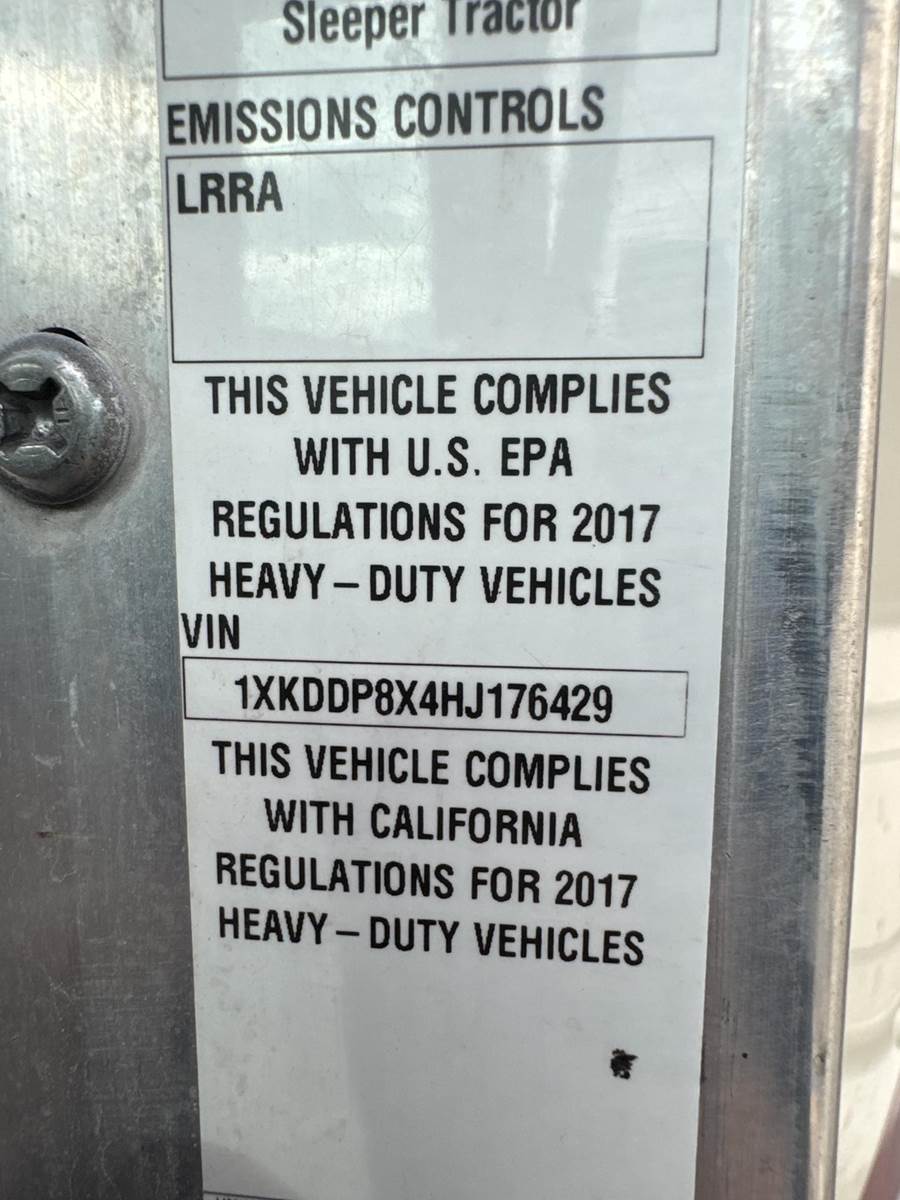 Sleeper Tractor
EMISSIONS CONTROLS
LRRA
THIS VEHICLE COMPLIES
WITH U.S. EPA
REGULATIONS FOR 2017
HEAVY – DUTY VEHICLES
VIN
1XKDDP8X4HJ176429
THIS VEHICLE COMPLIES
WITH CALIFORNIA
REGULATIONS FOR 2017
HEAVY – DUTY VEHICLES